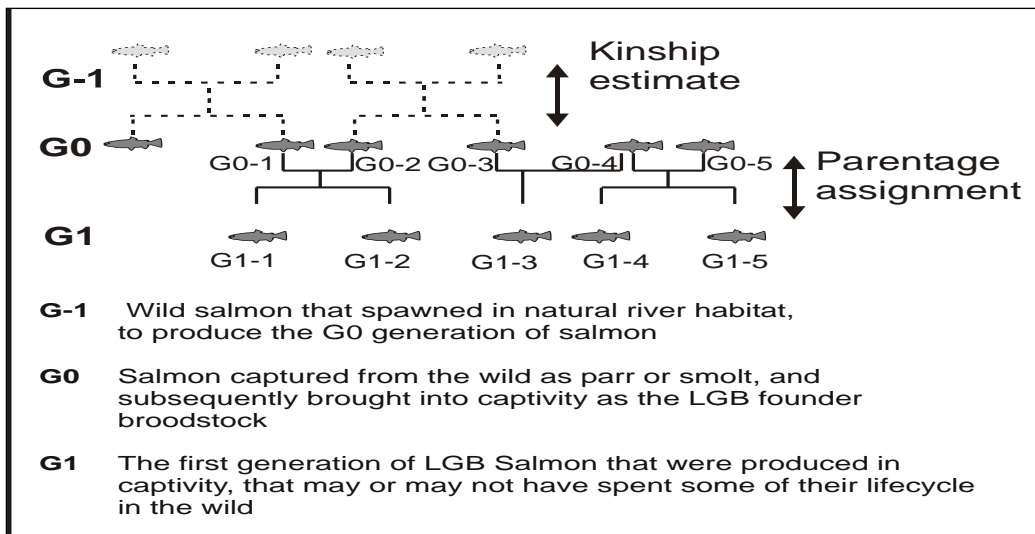 Kinship
G-1
estimate
G0
G0-1
G0-2
G0-3
G0-4
G0-5
Parentage
assignment
G1
G1-1
G1-2
G1-3
G1-4
G1-5
G-1 Wild salmon that spawned in natural river habitat,
to produce the G0 generation of salmon
G0 Salmon captured from the wild as parr or smolt, and
subsequently brought into captivity as the LGB founder
broodstock
G1 The first generation of LGB Salmon that were produced in
captivity, that may or may not have spent some of their lifecycle
in the wild